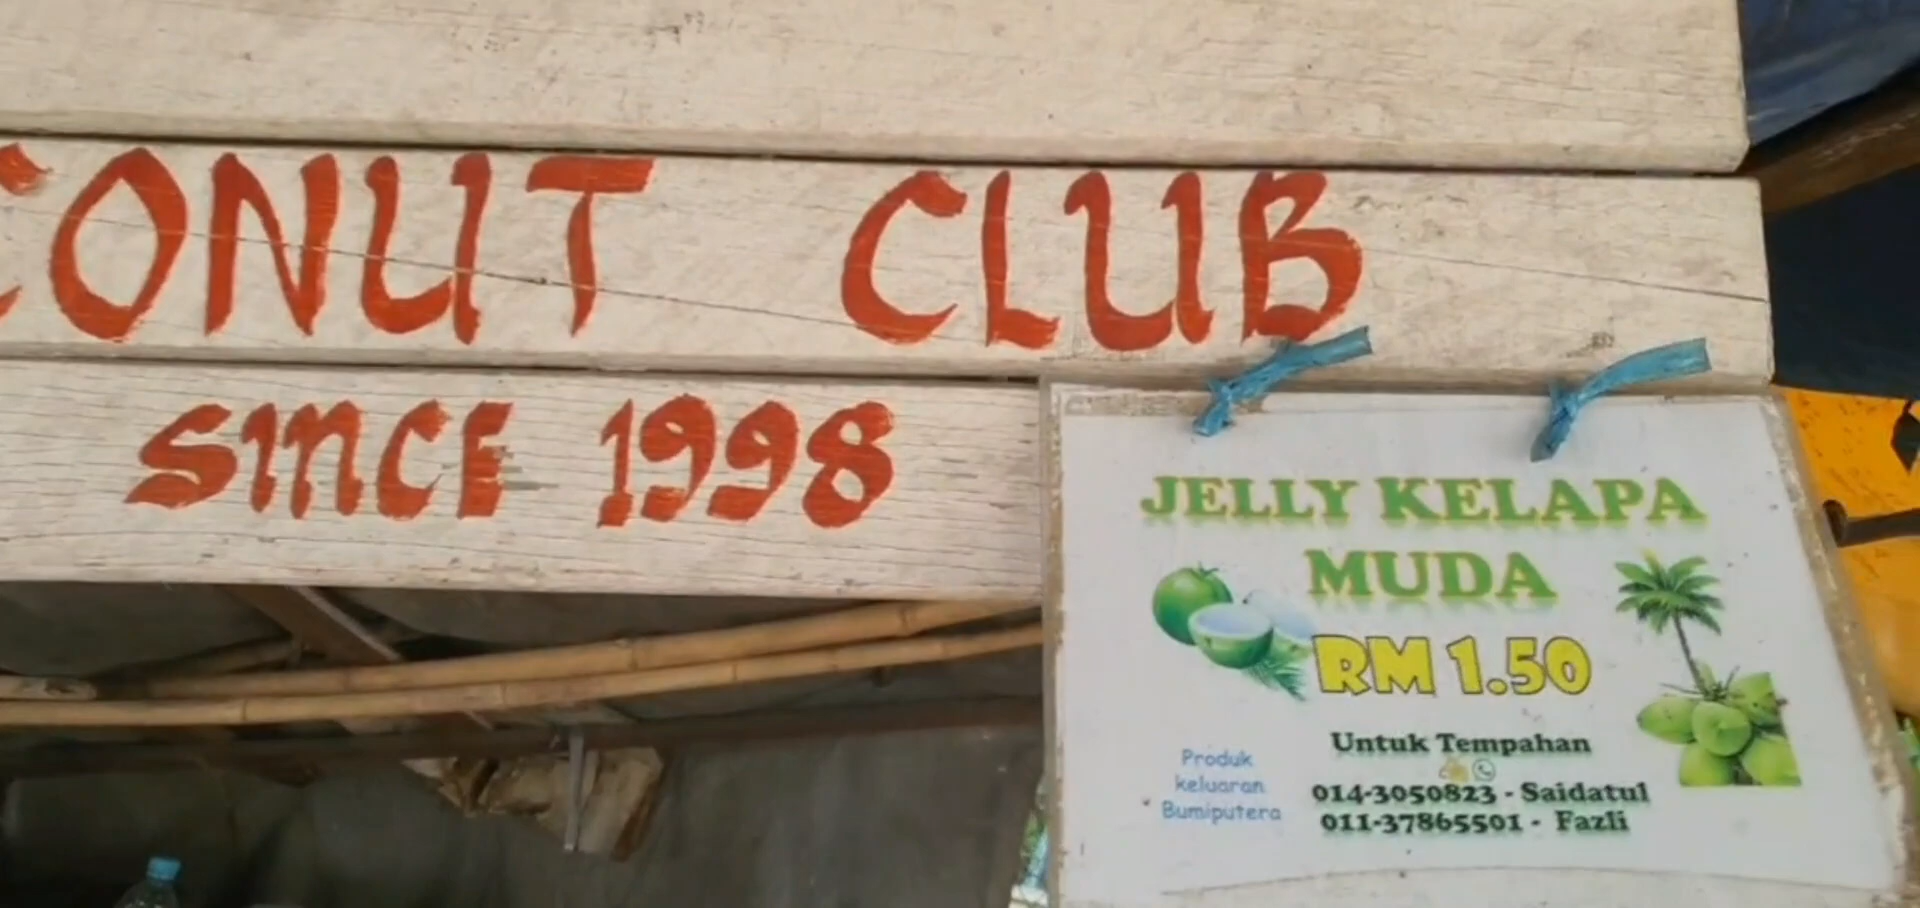 CONUT CLUB
SINCE 1998
JELLY KELAPA
MUDA
RM 1.50
Untuk Tempahan
014-3050823 - Saidatul
011-37865501 - Fazli
Produk
keluaran
Bumiputera